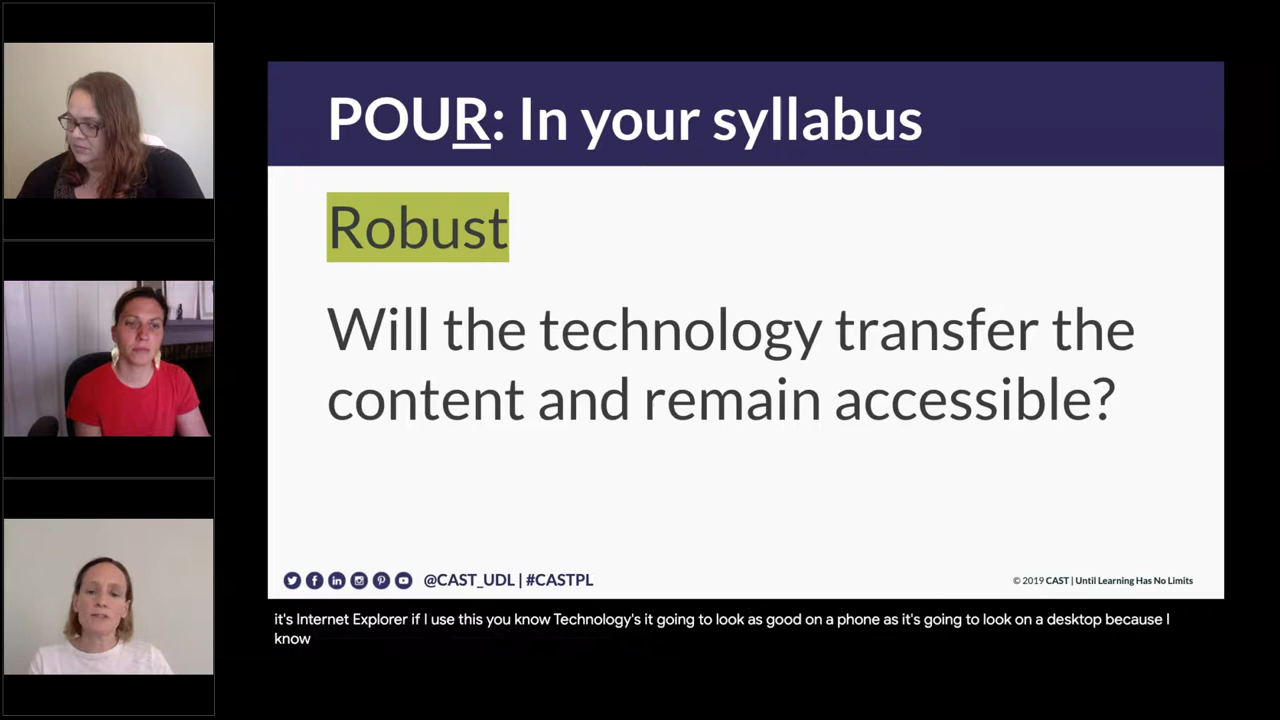 POUR: In your syllabus
Robust
Will the technology transfer the
content and remain accessible?
@CAST_UDL | #CASTPL
© 2019 CAST | Until Learning Has No Limits
it's Internet Explorer if I use this you know Technology's it going to look as good on a phone as it's going to look on a desktop because I
know